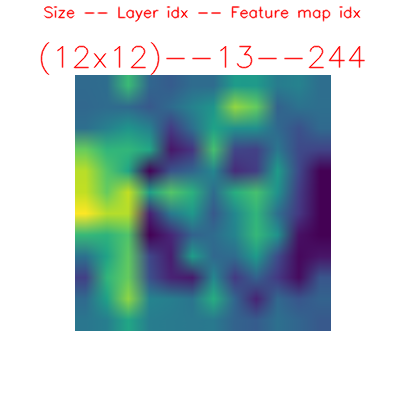 Size -- Layer idx -- Feature map idx
(12x12)--13--244